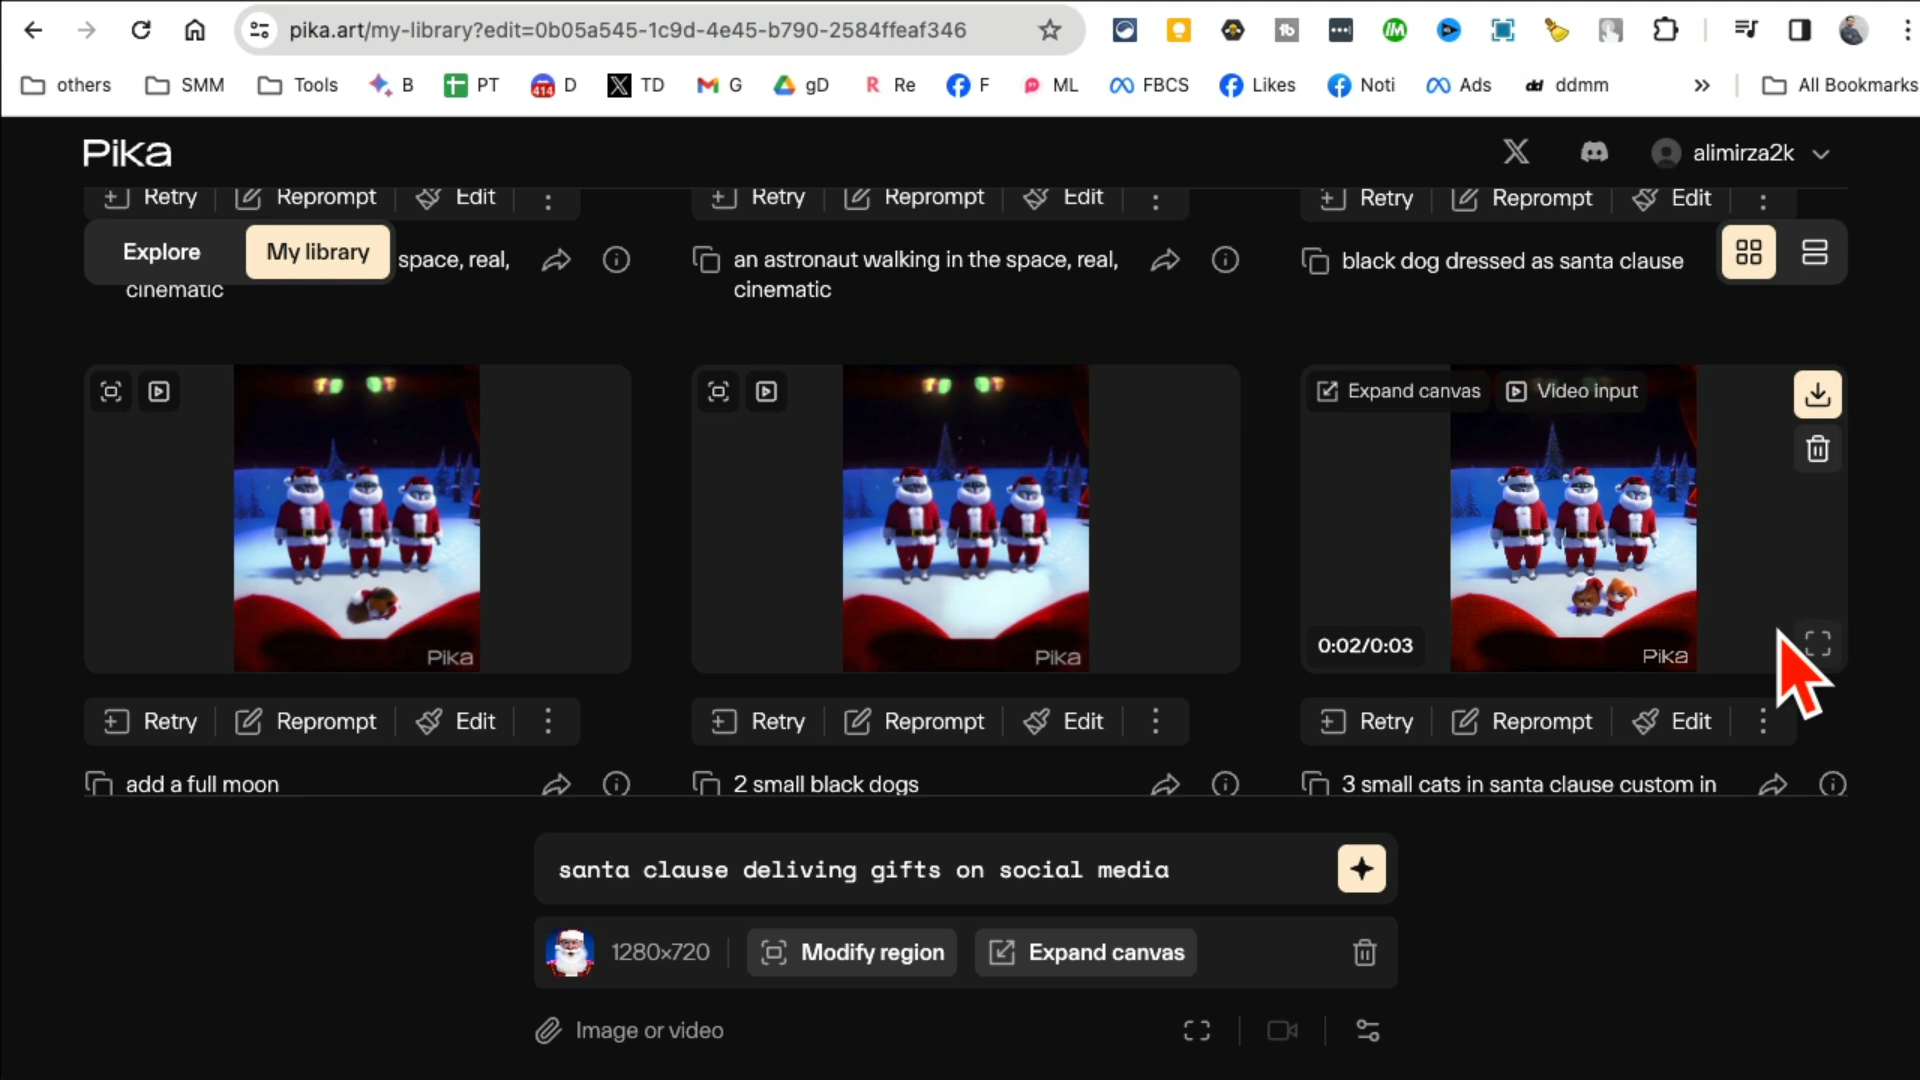 pika.art/my-library?edit=0b05a545-1c9d-4e45-b790-2584ffeaf346
others SMM Tools B PT 414 D TD G gD R Re F ML FBCS Likes Noti Ads dd ddmm » All Bookmarks
Pika alimirza2k
Retry Reprompt Edit Retry Reprompt Edit Retry Reprompt Edit
Explore My library space, real, an astronaut walking in the space, real, black dog dressed as santa clause
cinematic cinematic
Expand canvas Video input
0:02/0:03
Pika Pika Pika
Retry Reprompt Edit Retry Reprompt Edit Retry Reprompt Edit
add a full moon 2 small black dogs 3 small cats in santa clause custom in
santa clause deliving gifts on social media
1280×720 Modify region Expand canvas
Image or video